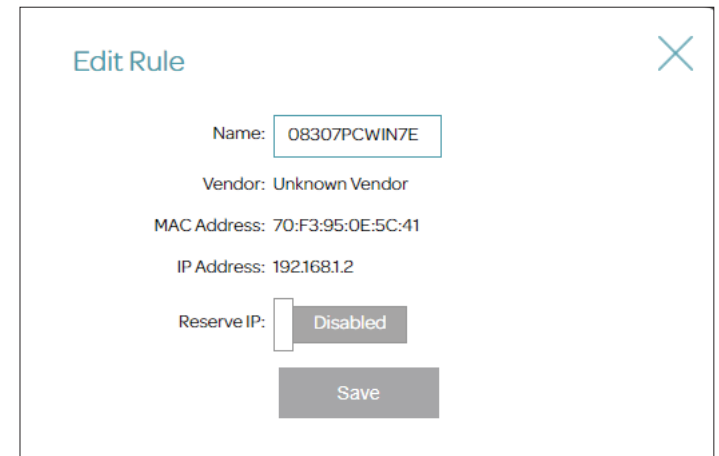 Edit Rule
Name: 08307PCWIN7E
Vendor: Unknown Vendor
MAC Address: 70:F3:95:0E:5C:41
IP Address: 192.168.1.2
Reserve IP: Disabled
Save